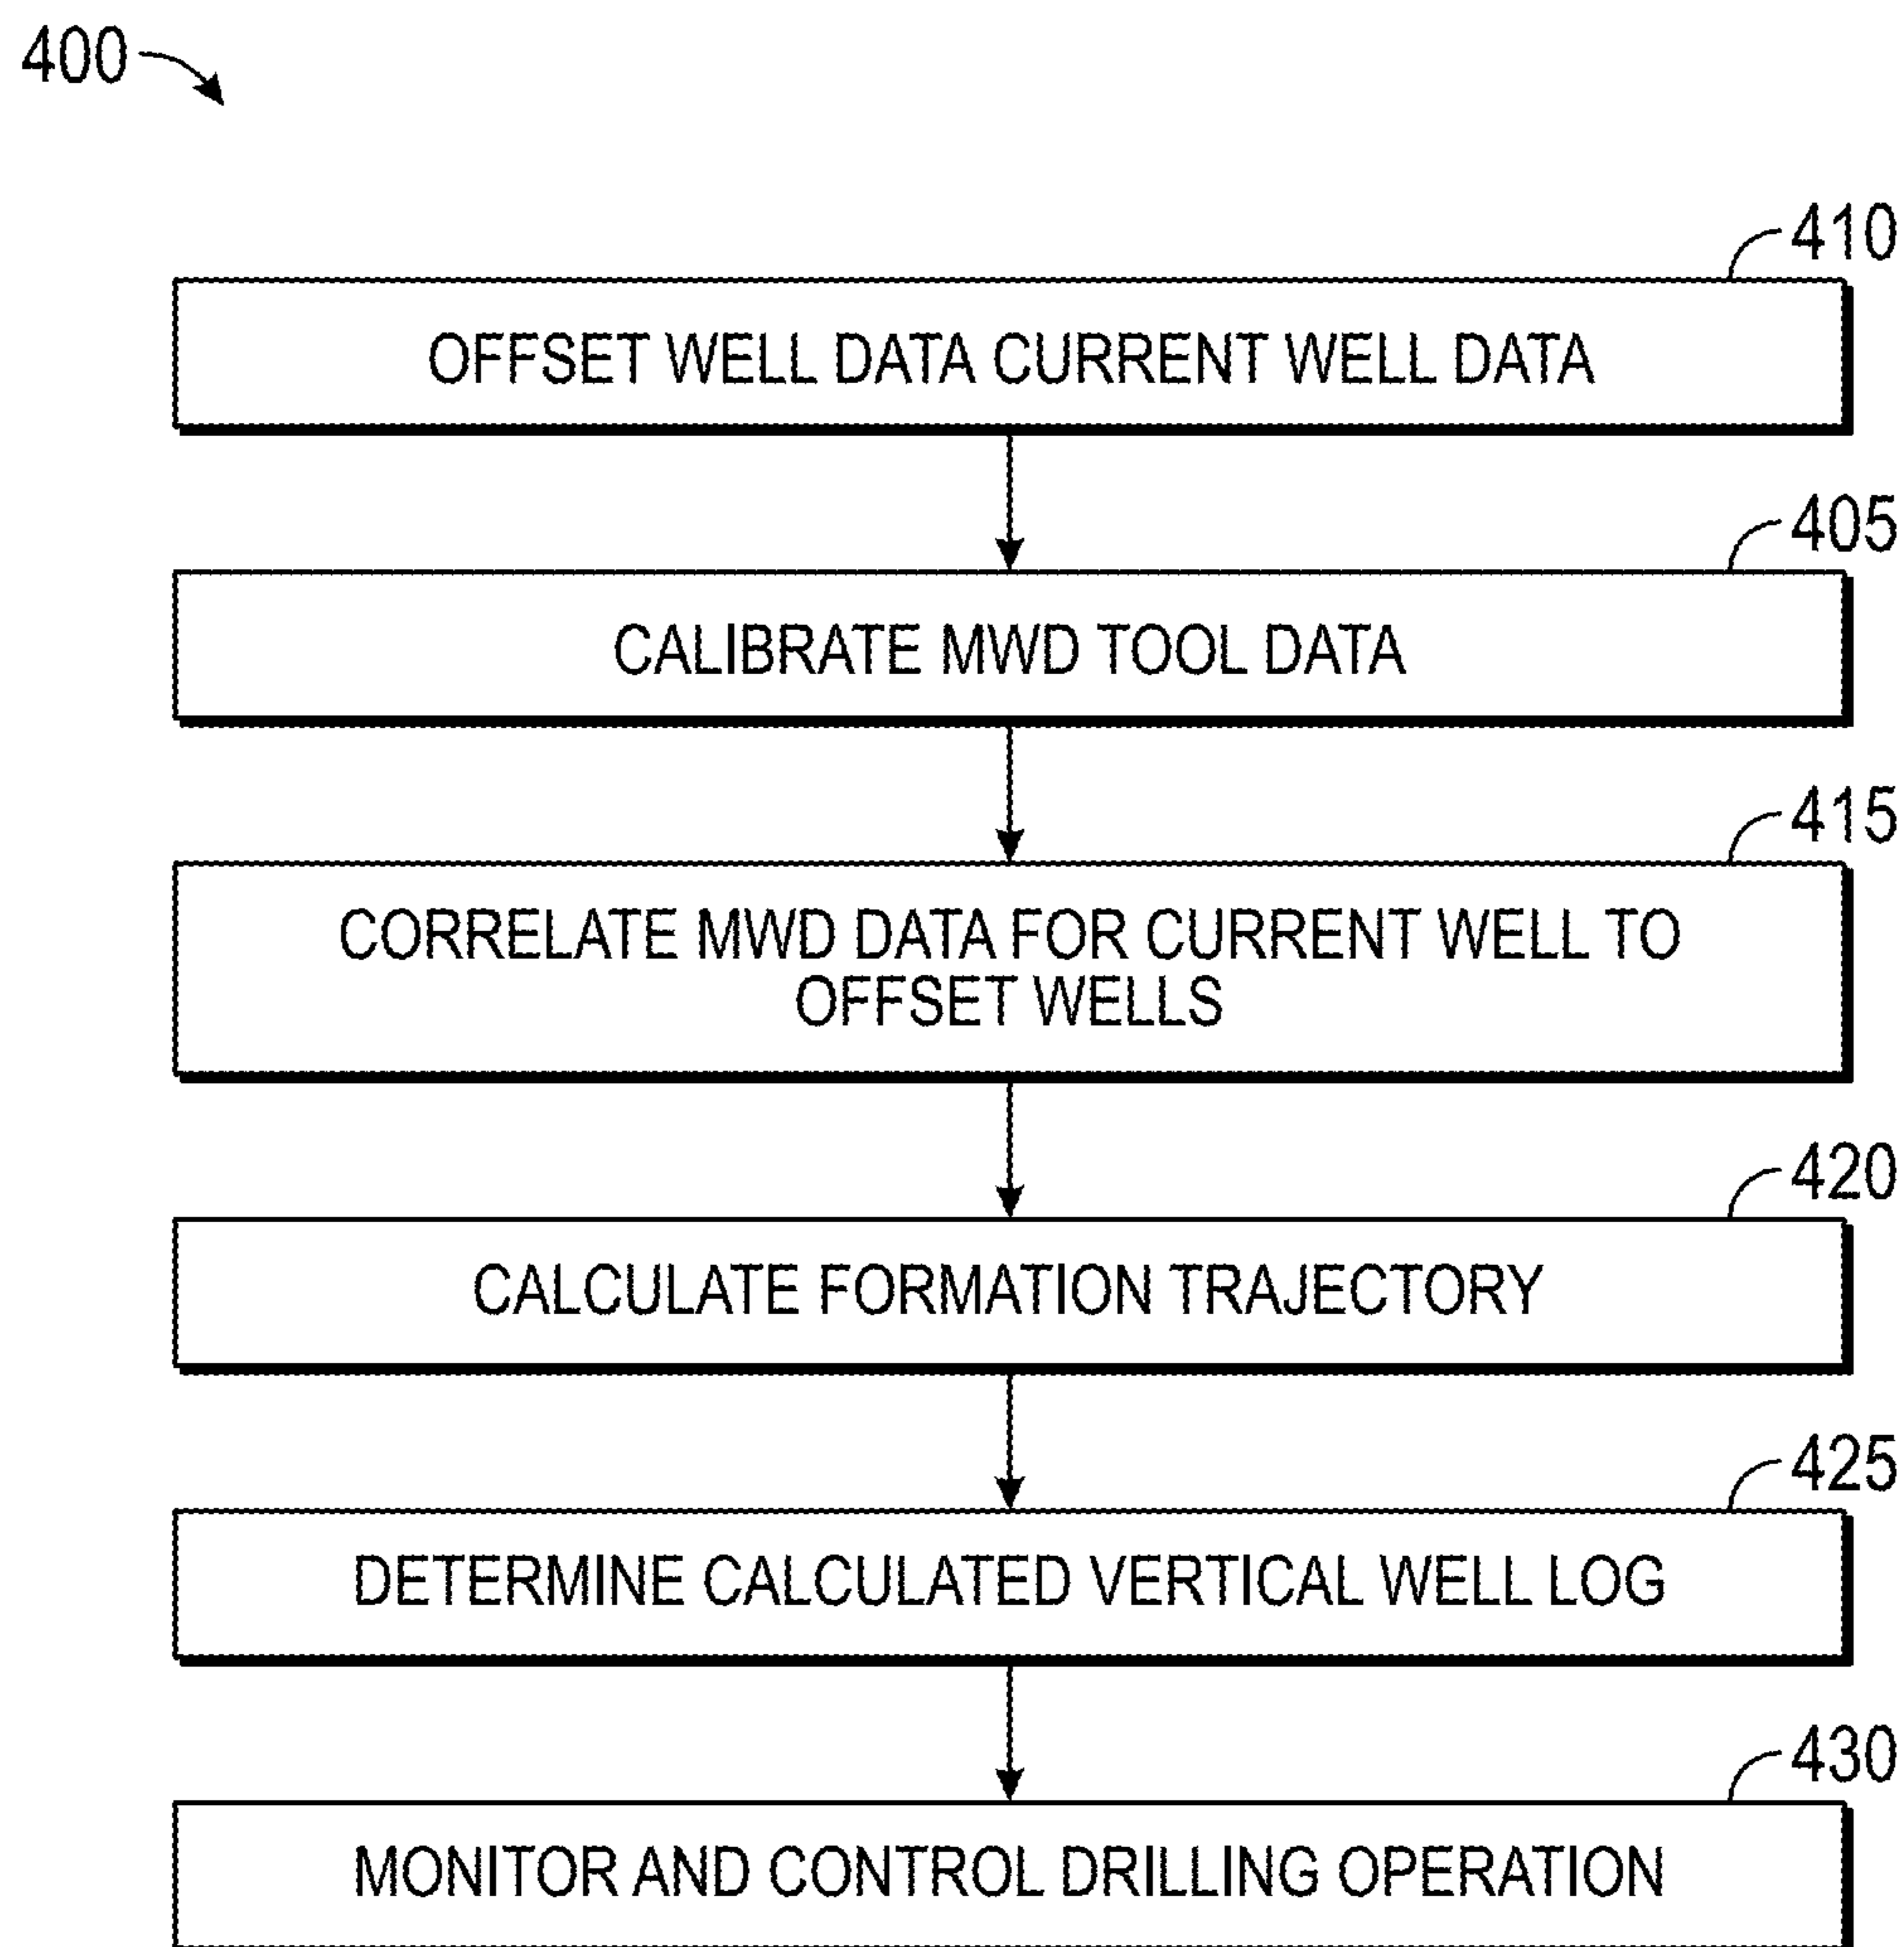 400
410
OFFSET WELL DATA CURRENT WELL DATA
405
CALIBRATE MWD TOOL DATA
415
CORRELATE MWD DATA FOR CURRENT WELL TO
OFFSET WELLS
420
CALCULATE FORMATION TRAJECTORY
425
DETERMINE CALCULATED VERTICAL WELL LOG
430
MONITOR AND CONTROL DRILLING OPERATION